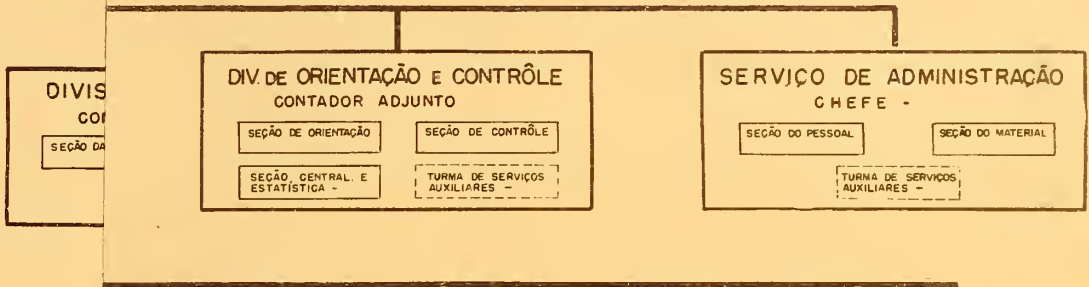 DIVIS
CO
SEÇÃO DA
DIV. DE ORIENTAÇÃO E CONTRÔLE
CONTADOR ADJUNTO
SEÇÃO DE ORIENTAÇÃO
SEÇÃO DE CONTRÔLE
SEÇÃO, CENTRAL. E
ESTATÍSTICA -
TURMA DE SERVIÇOS
AUXILIARES -
SERVIÇO DE ADMINISTRAÇÃO
CHEFE -
SEÇÃO DO PESSOAL
SEÇÃO DO MATERIAL
TURMA DE SERVIÇOS
AUXILIARES -